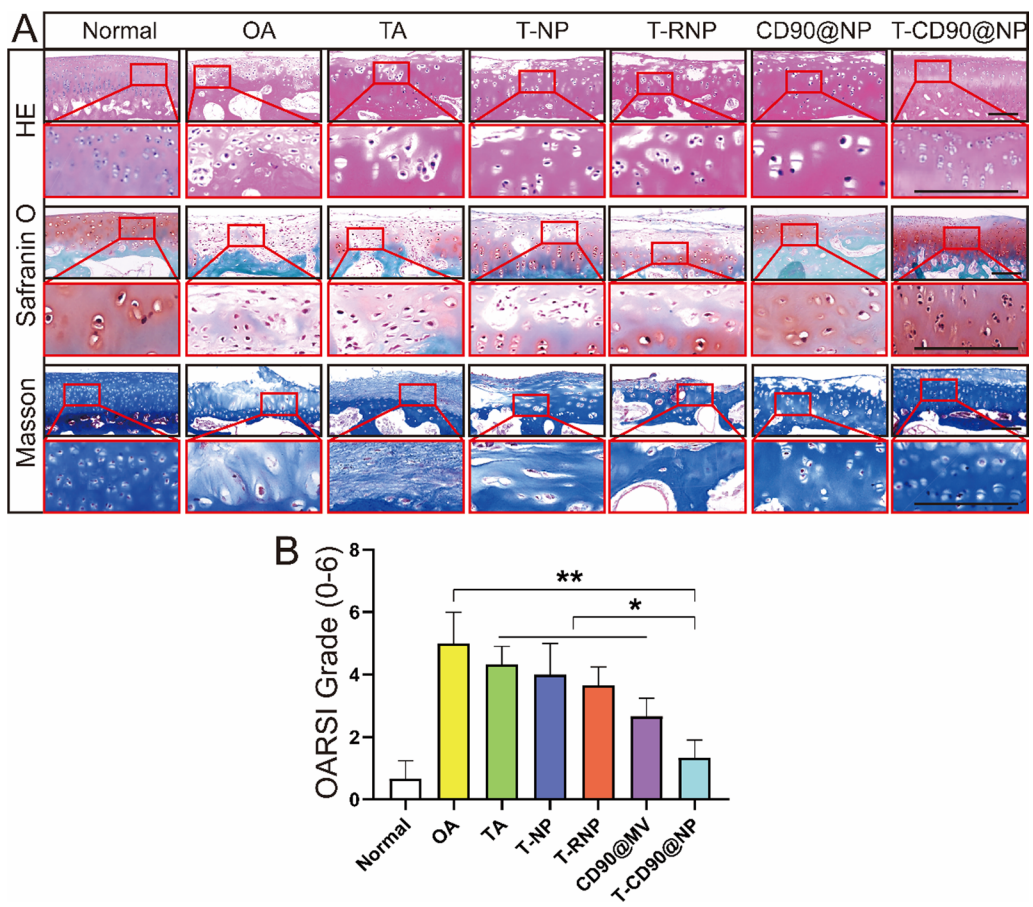 A
Normal OA TA T-NP T-RNP CD90@NP T-CD90@NP
HE
Safranin O
Masson
B
OARSI Grade (0-6)
8
6
4
2
0
**
*
Normal OA TA T-NP T-RNP CD90@MV T-CD90@NP